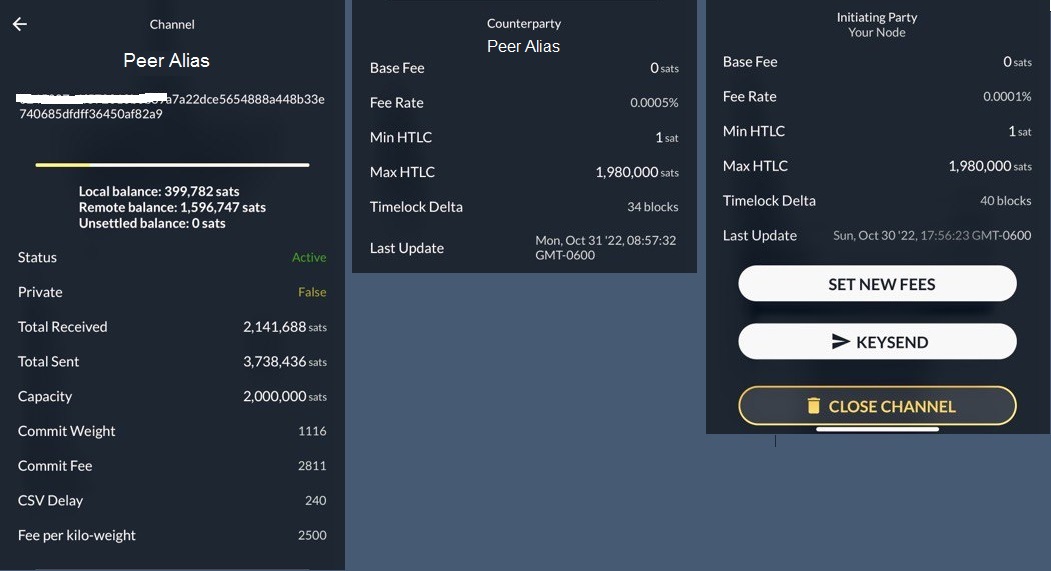 Channel
Peer Alias
a7a22dce5654888a448b33e
740685dfdff36450af82a9
Local balance: 399,782 sats
Remote balance: 1,596,747 sats
Unsettled balance: 0 sats
Status Active
Private False
Total Received 2,141,688 sats
Total Sent 3,738,436 sats
Capacity 2,000,000 sats
Commit Weight 1116
Commit Fee 2811
CSV Delay 240
Fee per kilo-weight 2500
Counterparty
Peer Alias
Base Fee 0 sats
Fee Rate 0.0005%
Min HTLC 1 sat
Max HTLC 1,980,000 sats
Timelock Delta 34 blocks
Last Update Mon, Oct 31 '22, 08:57:32
GMT-0600
Initiating Party
Your Node
Base Fee 0 sats
Fee Rate 0.0001%
Min HTLC 1 sat
Max HTLC 1,980,000 sats
Timelock Delta 40 blocks
Last Update Sun, Oct 30 '22, 17:56:23 GMT-0600
SET NEW FEES
KEYSEND
CLOSE CHANNEL